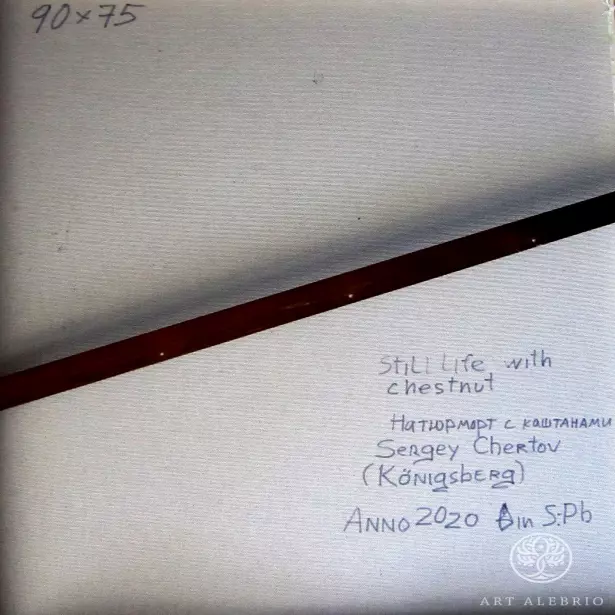 90×75
Still Life with
chestnut
Натюрморт с каштанами
Sergey Chertov
(Königsberg)
Anno 2020 in S:Pb
ART ALEBRIO